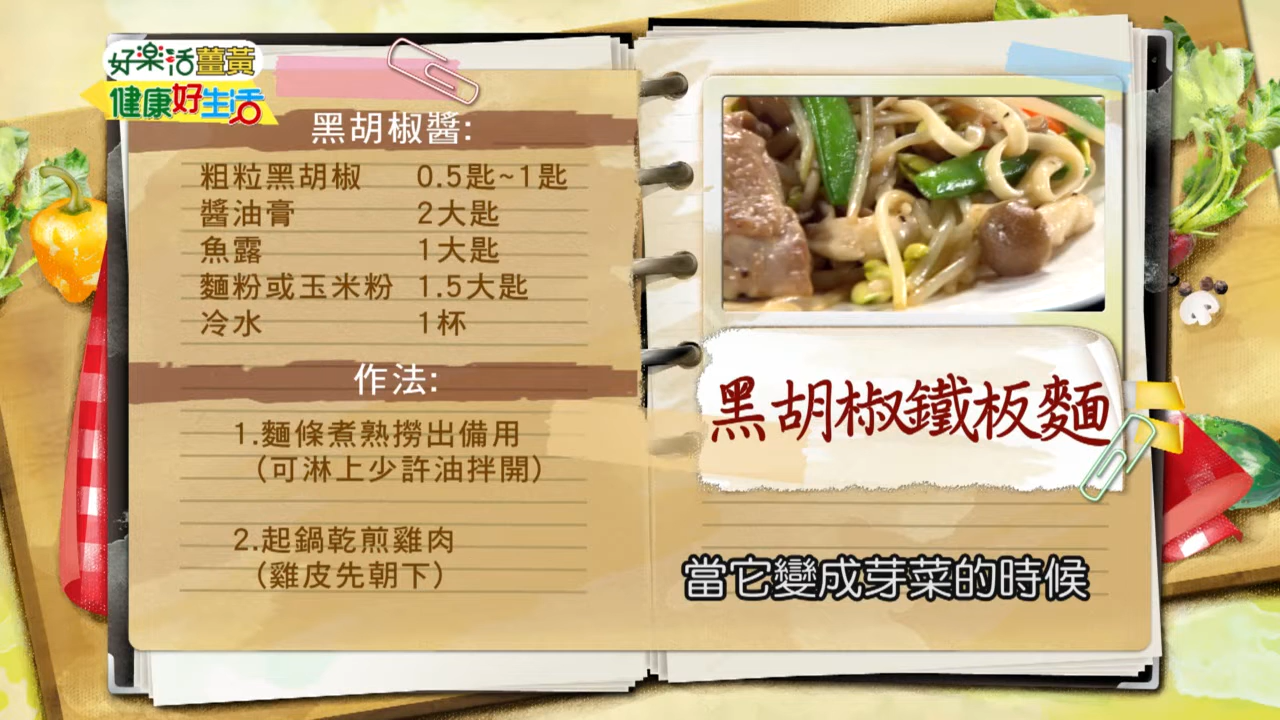 好楽活薑黃
健康好生活
黑胡椒醬:
粗粒黑胡椒 0.5匙~1匙
醬油膏 2大匙
魚露 1大匙
麵粉或玉米粉 1.5大匙
冷水 1杯
作法:
1.麵條煮熟撈出備用
(可淋上少許油拌開)
2.起鍋乾煎雞肉
(雞皮先朝下)
黑胡椒鐵板麵
當它變成芽菜的時候